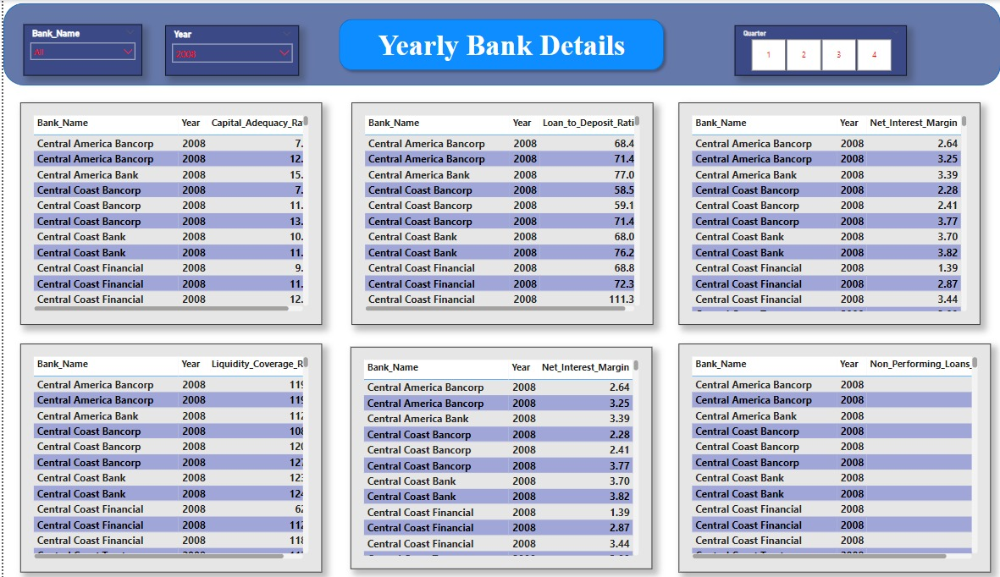 Bank_Name
All
Year
2008
Yearly Bank Details
Quarter
1 2 3 4
Bank_Name Year Capital_Adequacy_Ra
Central America Bancorp 2008 7.
Central America Bancorp 2008 12.
Central America Bank 2008 15.
Central Coast Bancorp 2008 7.
Central Coast Bancorp 2008 11.
Central Coast Bancorp 2008 13.
Central Coast Bank 2008 10.
Central Coast Bank 2008 11.
Central Coast Financial 2008 9.
Central Coast Financial 2008 11.
Central Coast Financial 2008 12.
Bank_Name Year Loan_to_Deposit_Rati
Central America Bancorp 2008 68.4
Central America Bancorp 2008 71.4
Central America Bank 2008 77.0
Central Coast Bancorp 2008 58.5
Central Coast Bancorp 2008 59.1
Central Coast Bancorp 2008 71.4
Central Coast Bank 2008 68.0
Central Coast Bank 2008 76.2
Central Coast Financial 2008 68.8
Central Coast Financial 2008 72.3
Central Coast Financial 2008 111.3
Bank_Name Year Net_Interest_Margin
Central America Bancorp 2008 2.64
Central America Bancorp 2008 3.25
Central America Bank 2008 3.39
Central Coast Bancorp 2008 2.28
Central Coast Bancorp 2008 2.41
Central Coast Bancorp 2008 3.77
Central Coast Bank 2008 3.70
Central Coast Bank 2008 3.82
Central Coast Financial 2008 1.39
Central Coast Financial 2008 2.87
Central Coast Financial 2008 3.44
Bank_Name Year Liquidity_Coverage_R
Central America Bancorp 2008 119
Central America Bancorp 2008 119
Central America Bank 2008 112
Central Coast Bancorp 2008 108
Central Coast Bancorp 2008 120
Central Coast Bancorp 2008 127
Central Coast Bank 2008 123
Central Coast Bank 2008 124
Central Coast Financial 2008 62
Central Coast Financial 2008 112
Central Coast Financial 2008 118
Bank_Name Year Net_Interest_Margin
Central America Bancorp 2008 2.64
Central America Bancorp 2008 3.25
Central America Bank 2008 3.39
Central Coast Bancorp 2008 2.28
Central Coast Bancorp 2008 2.41
Central Coast Bancorp 2008 3.77
Central Coast Bank 2008 3.70
Central Coast Bank 2008 3.82
Central Coast Financial 2008 1.39
Central Coast Financial 2008 2.87
Central Coast Financial 2008 3.44
Bank_Name Year Non_Performing_Loans_
Central America Bancorp 2008
Central America Bancorp 2008
Central America Bank 2008
Central Coast Bancorp 2008
Central Coast Bancorp 2008
Central Coast Bancorp 2008
Central Coast Bank 2008
Central Coast Bank 2008
Central Coast Financial 2008
Central Coast Financial 2008
Central Coast Financial 2008